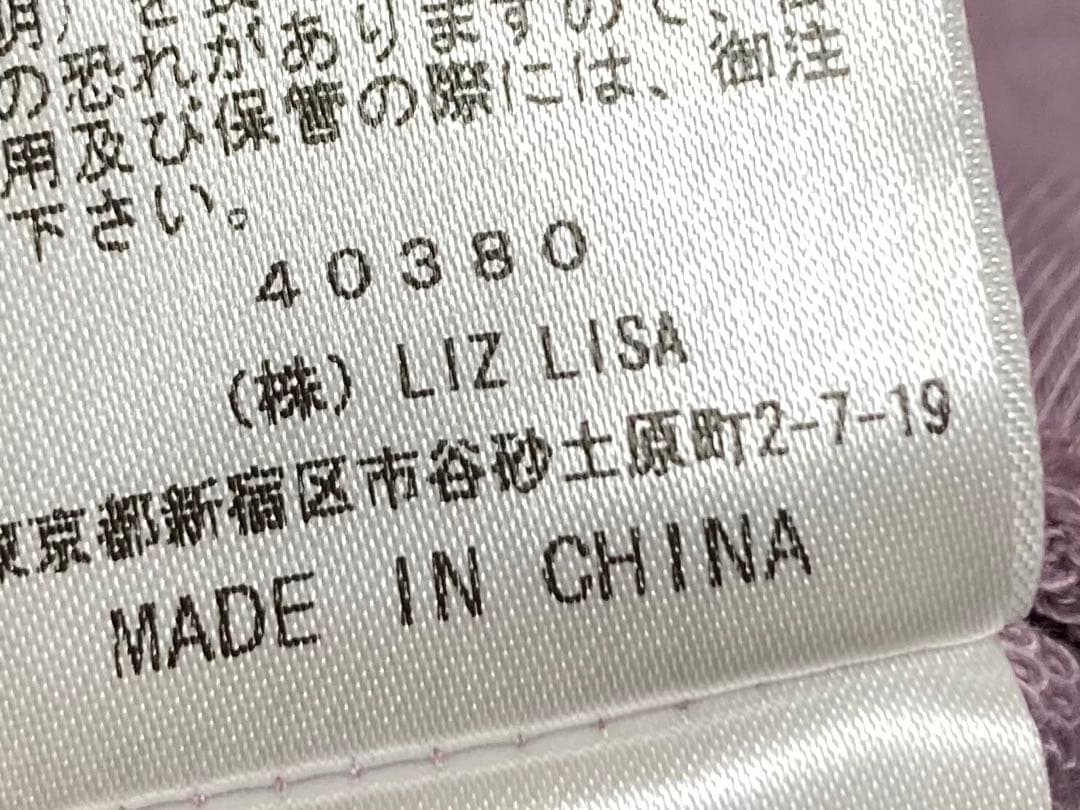 の恐れがありますので、
用及び保管の際には、御注
下さい。
40380
(株) LIZ LISA
東京都新宿区市谷砂土原町2-7-19
MADE IN CHINA